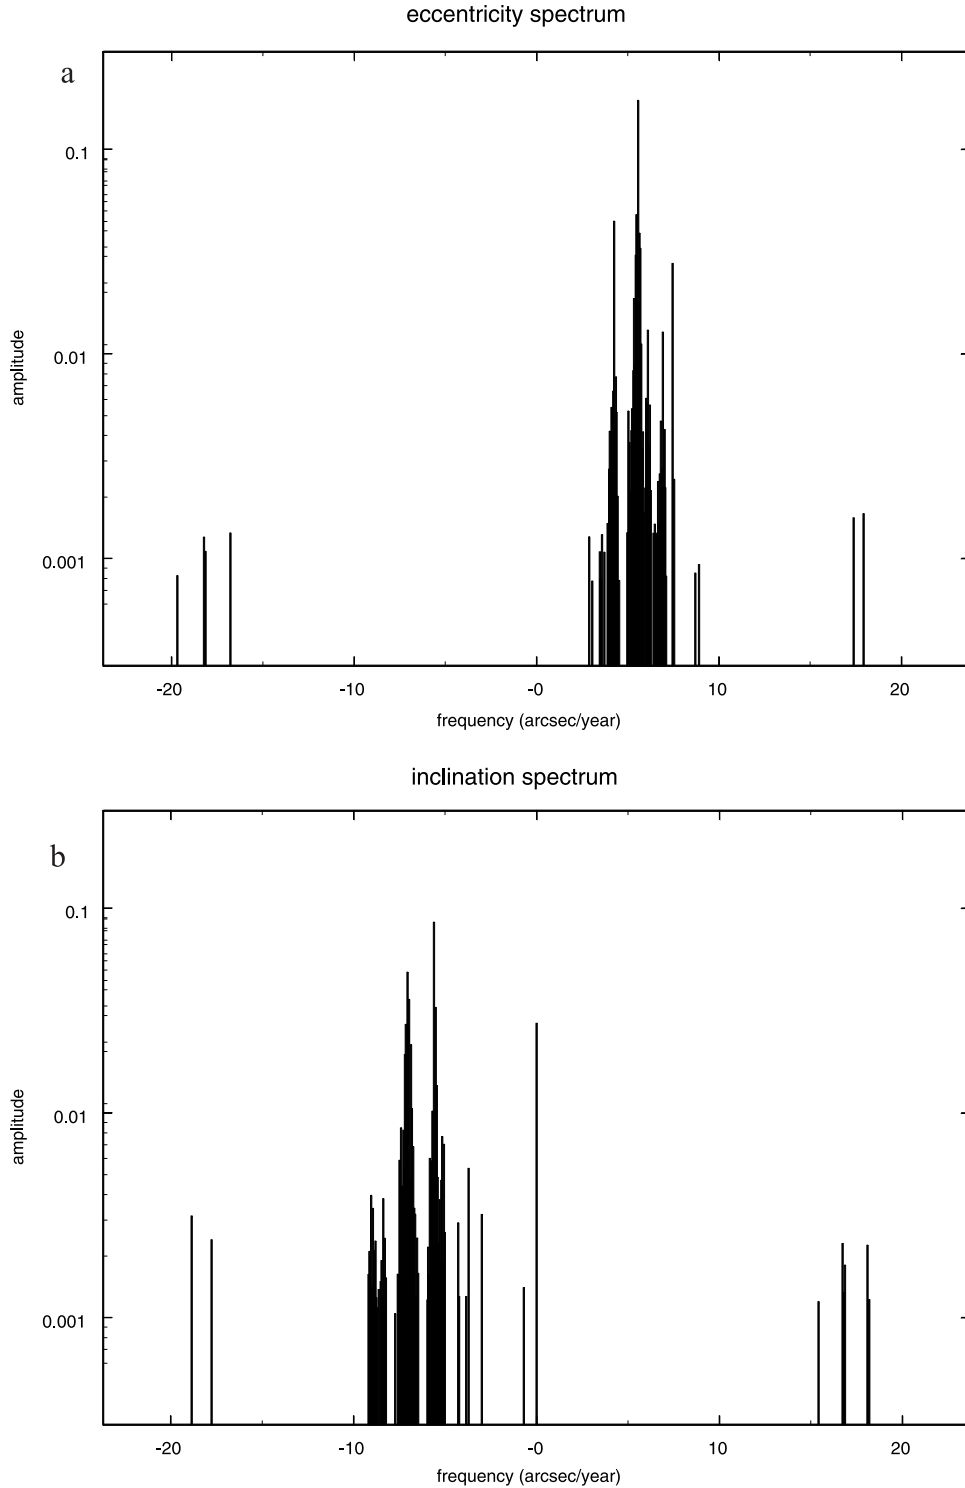 eccentricity spectrum
a
0.1
0.01
0.001
amplitude
-20
-10
-0
10
20
frequency (arcsec/year)
inclination spectrum
b
0.1
0.01
0.001
amplitude
-20
-10
-0
10
20
frequency (arcsec/year)